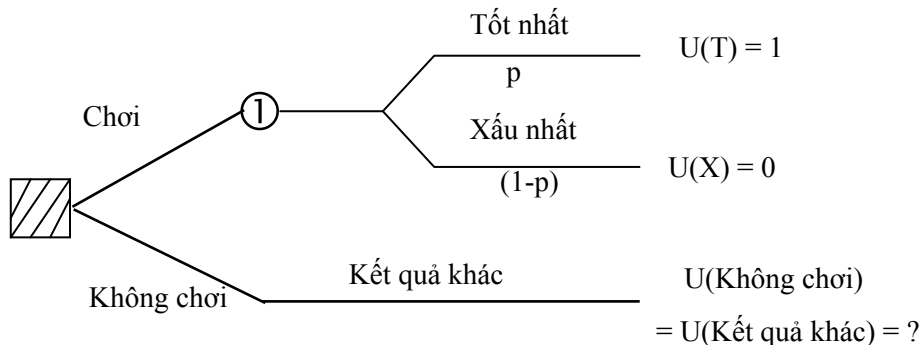 Tốt nhất
U(T) = 1
p
Chơi
1
Xấu nhất
U(X) = 0
(1-p)
Kết quả khác
U(Không chơi)
Không chơi
= U(Kết quả khác) = ?